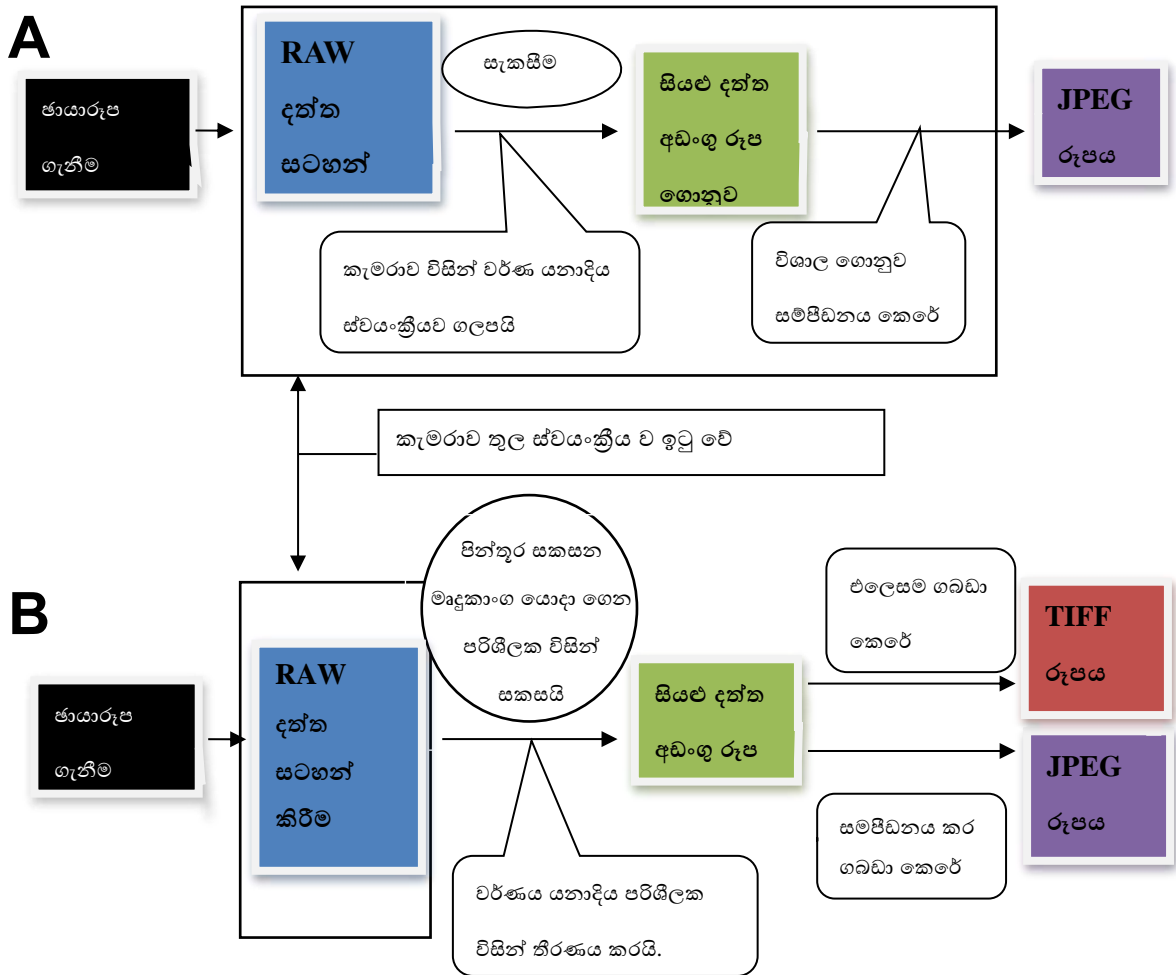 A
ඡායාරූප
ගැනීම
RAW
දත්ත
සටහන්
සැකසීම
සියළු දත්ත
අඩංගු රූප
ගොනුව
JPEG
රූපය
කැමරාව විසින් වර්ණ යනාදිය
ස්වයංක්‍රීයව ගලපයි
විශාල ගොනුව
සම්පීඩනය කෙරේ
කැමරාව තුල ස්වයංක්‍රීය ව ඉටු වේ
B
ඡායාරූප
ගැනීම
RAW
දත්ත
සටහන්
කිරීම
පින්තූර සකසන
මෘදුකාංග යොදා ගෙන
පරිශීලක විසින්
සකසයි
සියළු දත්ත
අඩංගු රූප
එලෙසම ගබඩා
කෙරේ
TIFF
රූපය
JPEG
රූපය
සමපීඩනය කර
ගබඩා කෙරේ
වර්ණය යනාදිය පරිශීලක
විසින් තීරණය කරයි.